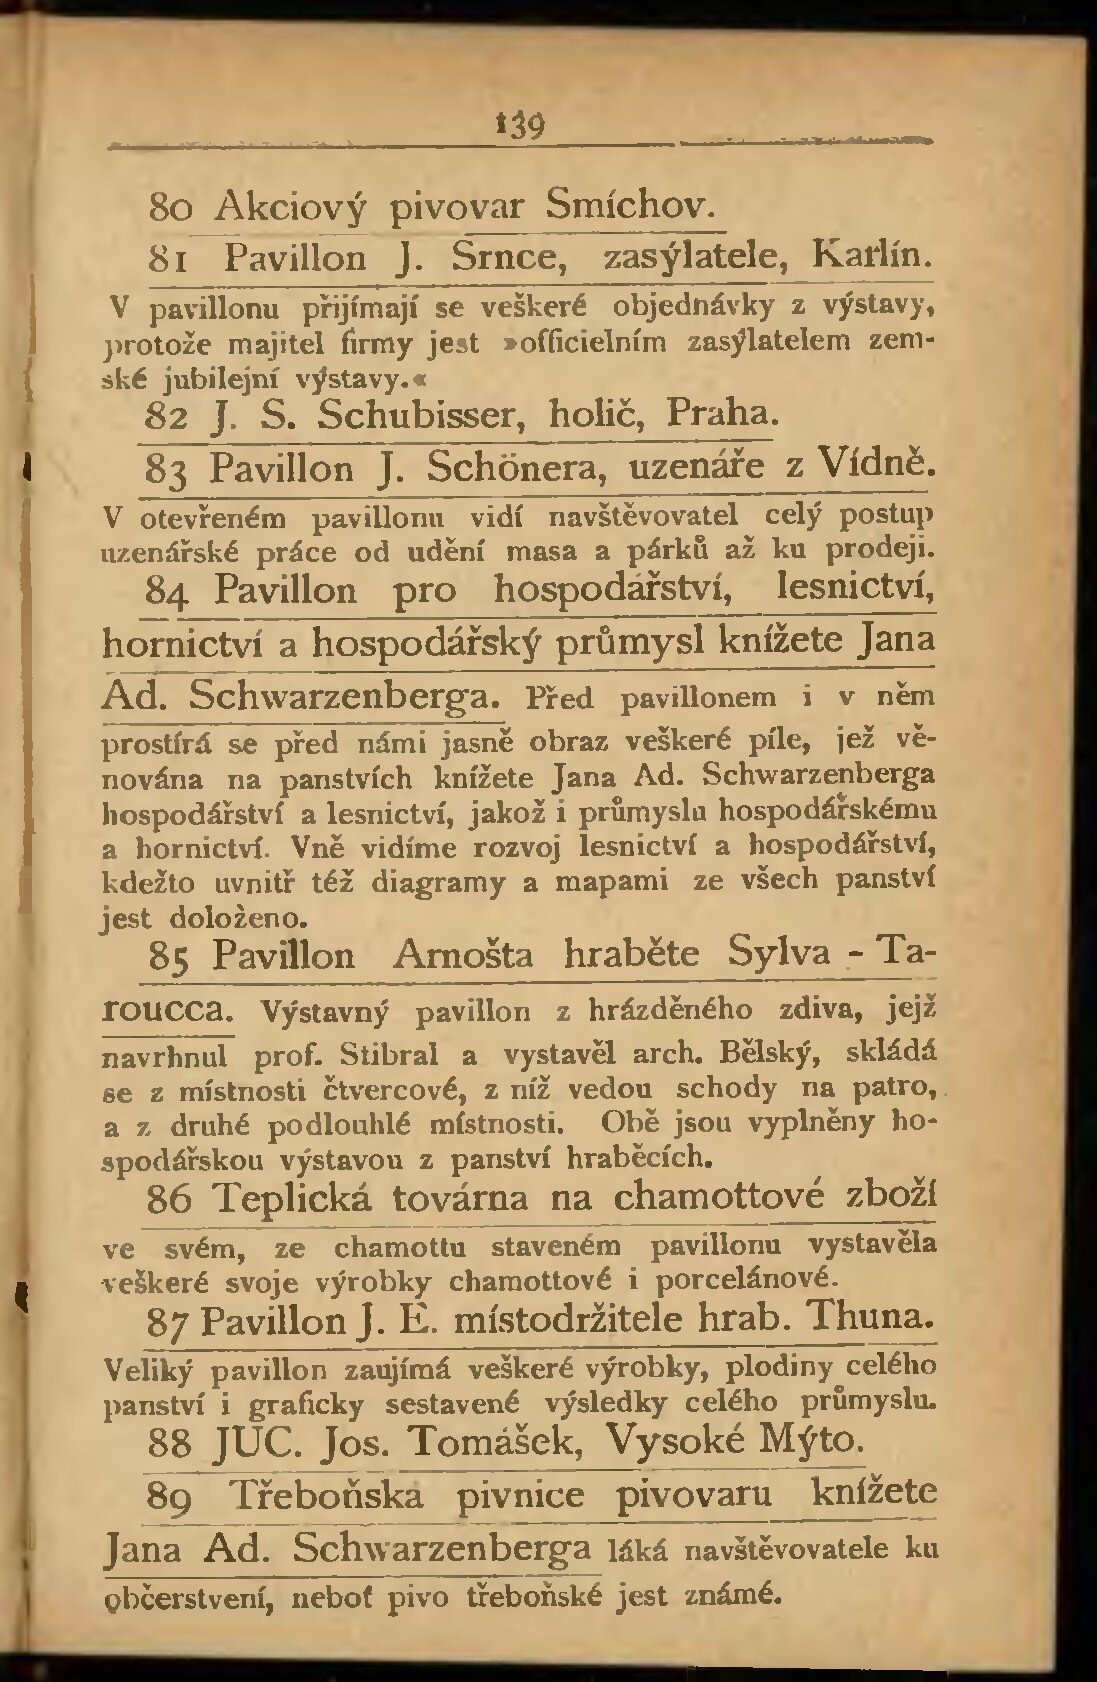 139
80 Akciový pivovar Smíchov.
81 Pavillon J. Srnce, zasýlatele, Karlín.
V pavillonu přijímají se veškeré objednávky z výstavy,
protože majitel firmy jest »officielním zasýlatelem zem-
ské jubilejní výstavy.«
82 J. S. Schubisser, holič, Praha.
83 Pavillon J. Schönera, uzenáře z Vídně.
V otevřeném pavillonu vidí navštěvovatel celý postup
uzenářské práce od udění masa a párků až ku prodeji.
84 Pavillon pro hospodářství, lesnictví,
hornictví a hospodářský průmysl knížete Jana
Ad. Schwarzenberga. Před pavillonem i v něm
prostírá se před námi jasně obraz veškeré píle, jež vě-
nována na panstvích knížete Jana Ad. Schwarzenberga
hospodářství a lesnictví, jakož i průmyslu hospodářskému
a hornictví. Vně vidíme rozvoj lesnictví a hospodářství,
kdežto uvnitř též diagramy a mapami ze všech panství
jest doloženo.
85 Pavillon Arnošta hraběte Sylva - Ta-
roucca. Výstavný pavillon z hrázděného zdiva, jejž
navrhnul prof. Stibral a vystavěl arch. Bělský, skládá
se z místnosti čtvercové, z níž vedou schody na patro,
a z druhé podlouhlé místnosti. Obě jsou vyplněny ho-
spodářskou výstavou z panství hraběcích.
86 Teplická továrna na chamottové zboží
ve svém, ze chamottu staveném pavillonu vystavěla
veškeré svoje výrobky chamottové i porcelánové.
87 Pavillon J. E. místodržitele hrab. Thuna.
Veliký pavillon zaujímá veškeré výrobky, plodiny celého
panství i graficky sestavené výsledky celého průmyslu.
88 JUC. Jos. Tomášek, Vysoké Mýto.
89 Třeboňská pivnice pivovaru knížete
Jana Ad. Schwarzenberga láká navštěvovatele ku
občerstvení, neboť pivo třeboňské jest známé.